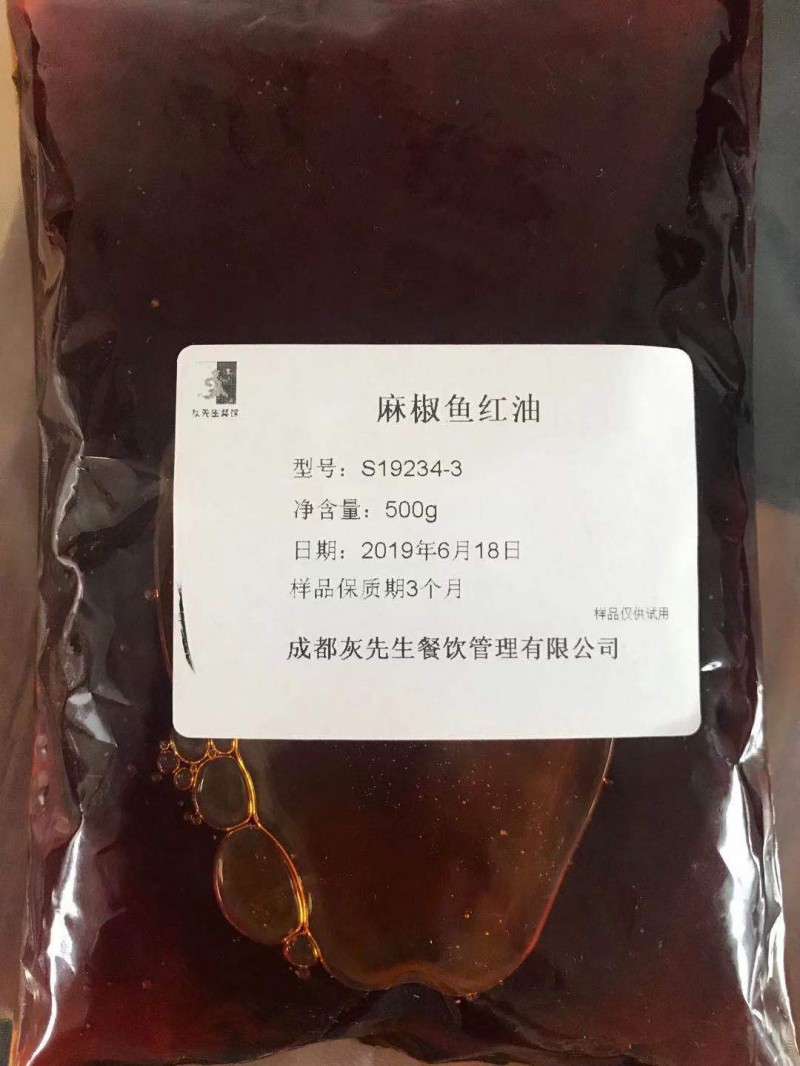 灰先生餐饮
麻椒鱼红油
型号：S19234-3
净含量：500g
日期：2019年6月18日
样品保质期3个月
样品仅供试用
成都灰先生餐饮管理有限公司